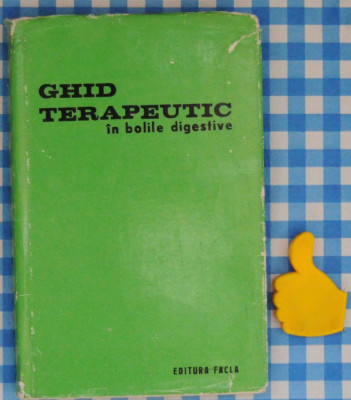 GHID
TERAPEUTIC
în bolile digestive
EDITURA FACLA